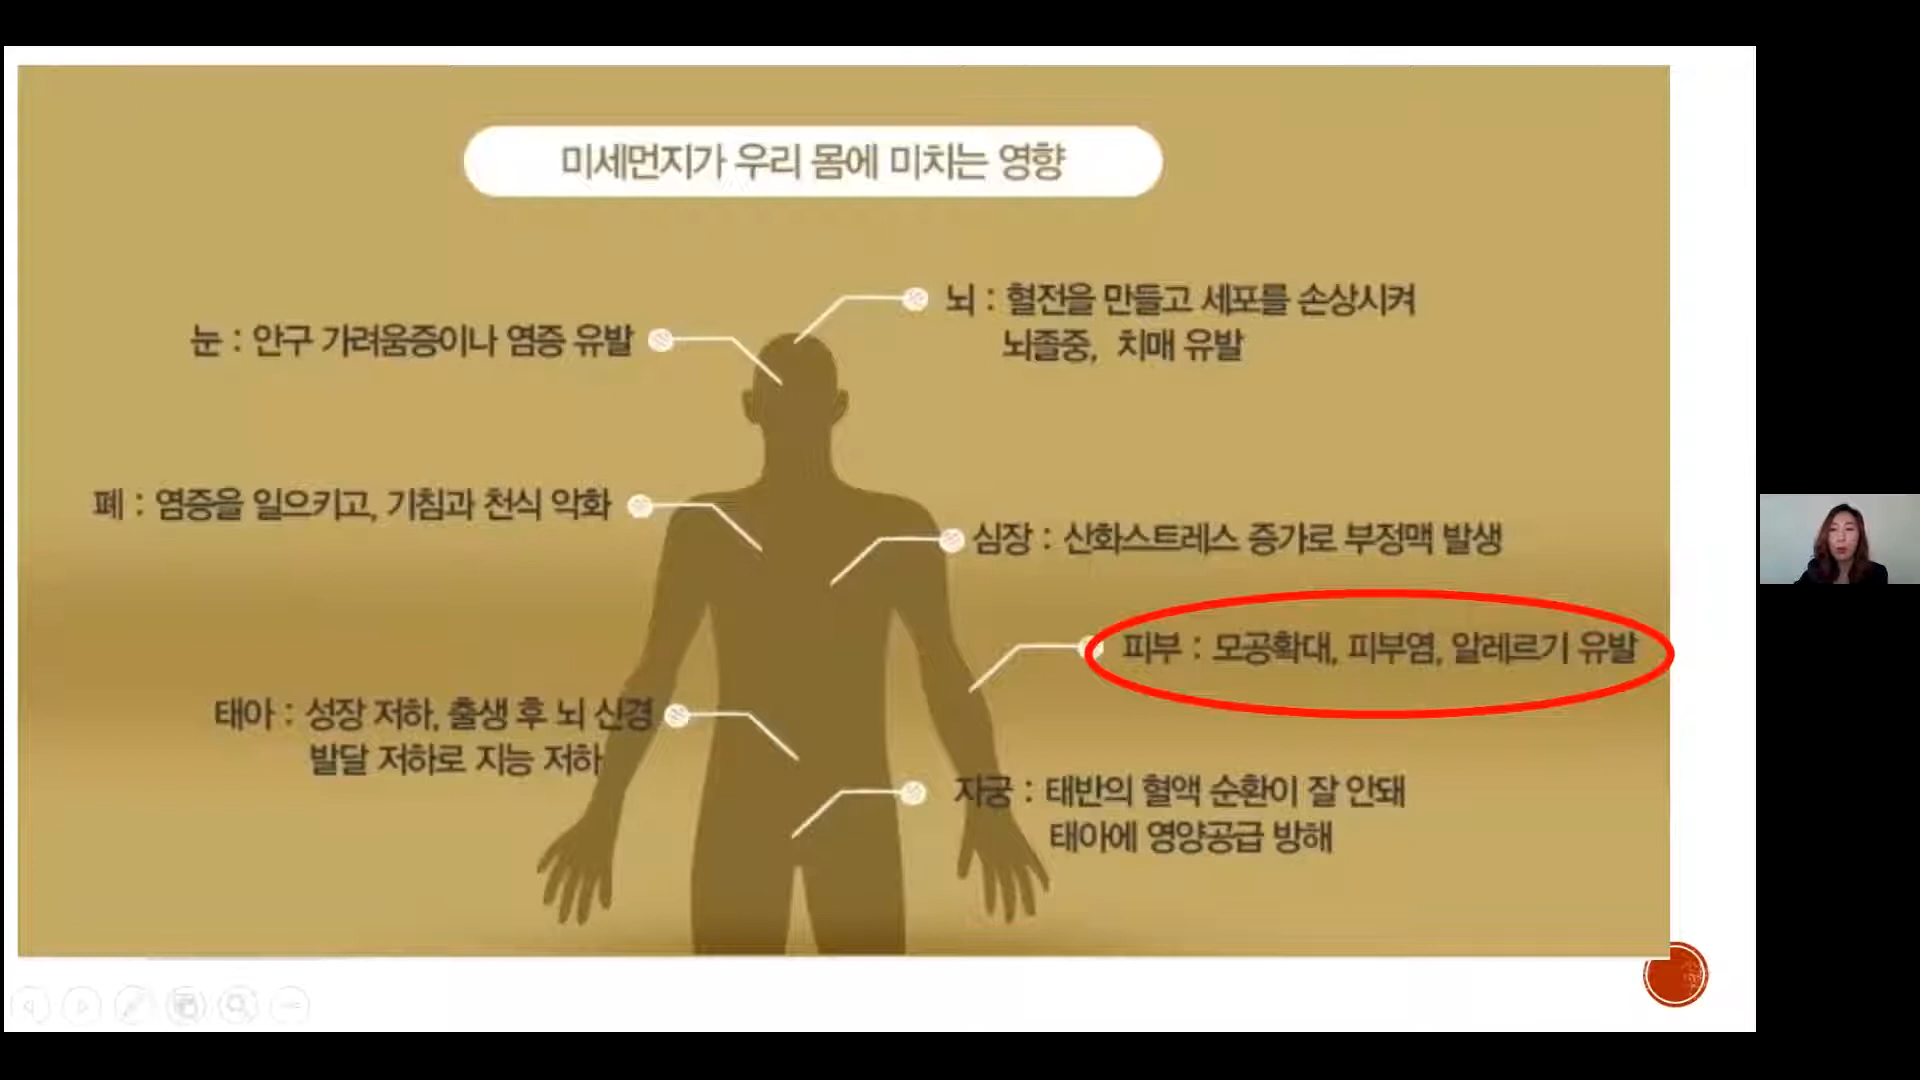 미세먼지가 우리 몸에 미치는 영향
뇌 : 혈전을 만들고 세포를 손상시켜
뇌졸중, 치매 유발
눈 : 안구 가려움증이나 염증 유발
폐 : 염증을 일으키고, 기침과 천식 악화
심장 : 산화스트레스 증가로 부정맥 발생
피부 : 모공확대, 피부염, 알레르기 유발
태아 : 성장 저하, 출생 후 뇌 신경
발달 저하로 지능 저하
자궁 : 태반의 혈액 순환이 잘 안돼
태아에 영양공급 방해